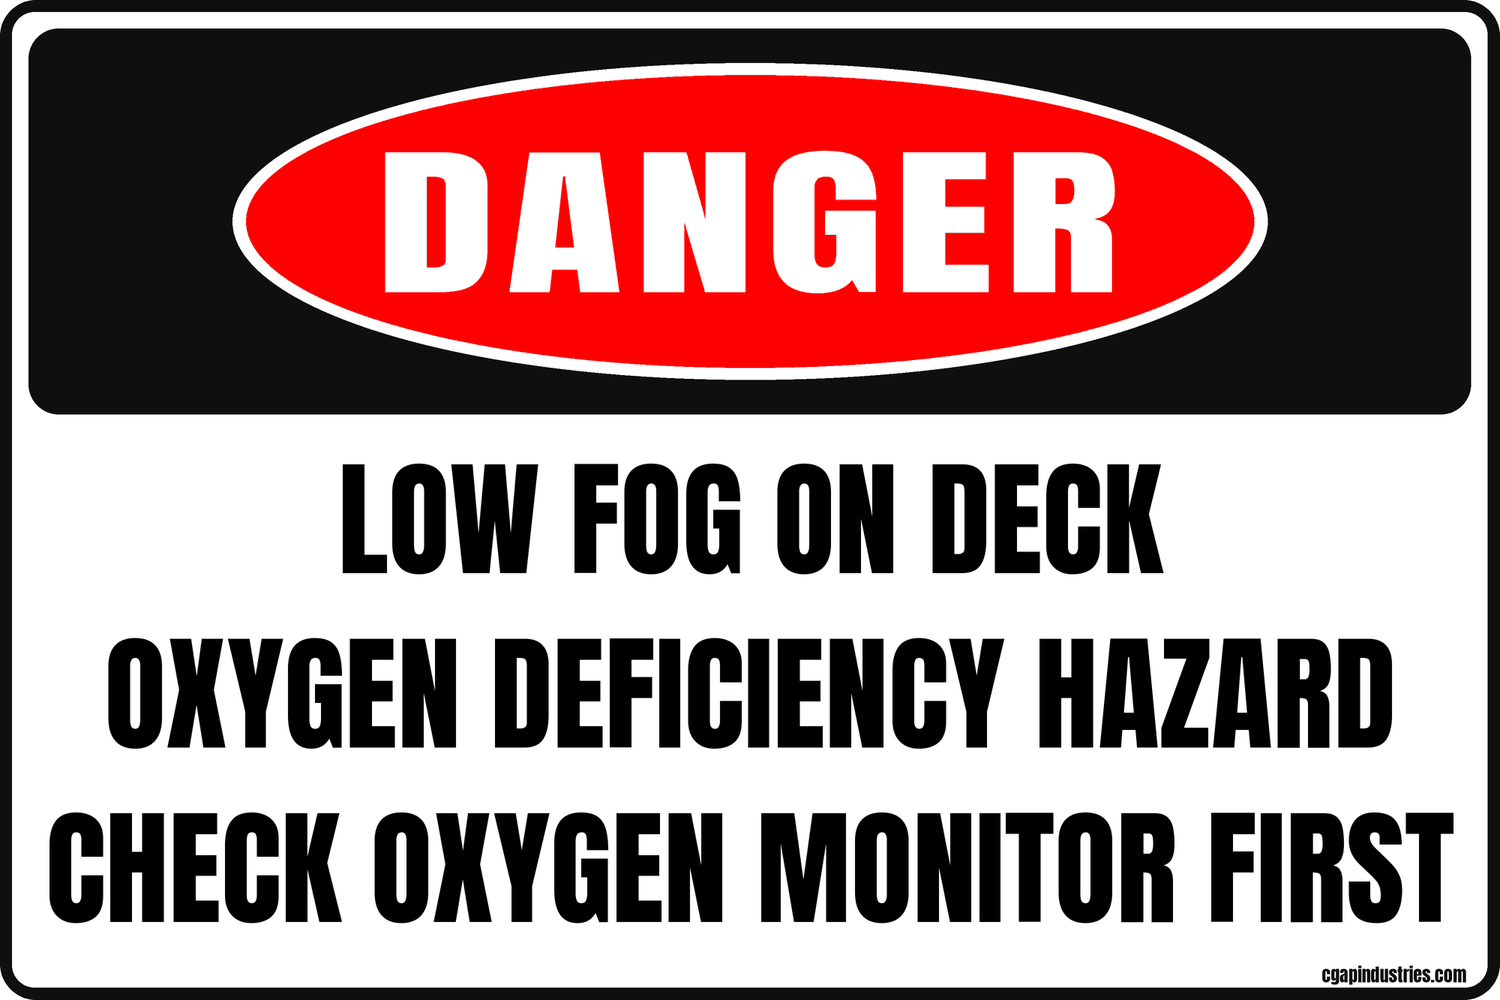 DANGER
LOW FOG ON DECK
OXYGEN DEFICIENCY HAZARD
CHECK OXYGEN MONITOR FIRST
cgapindustries.com